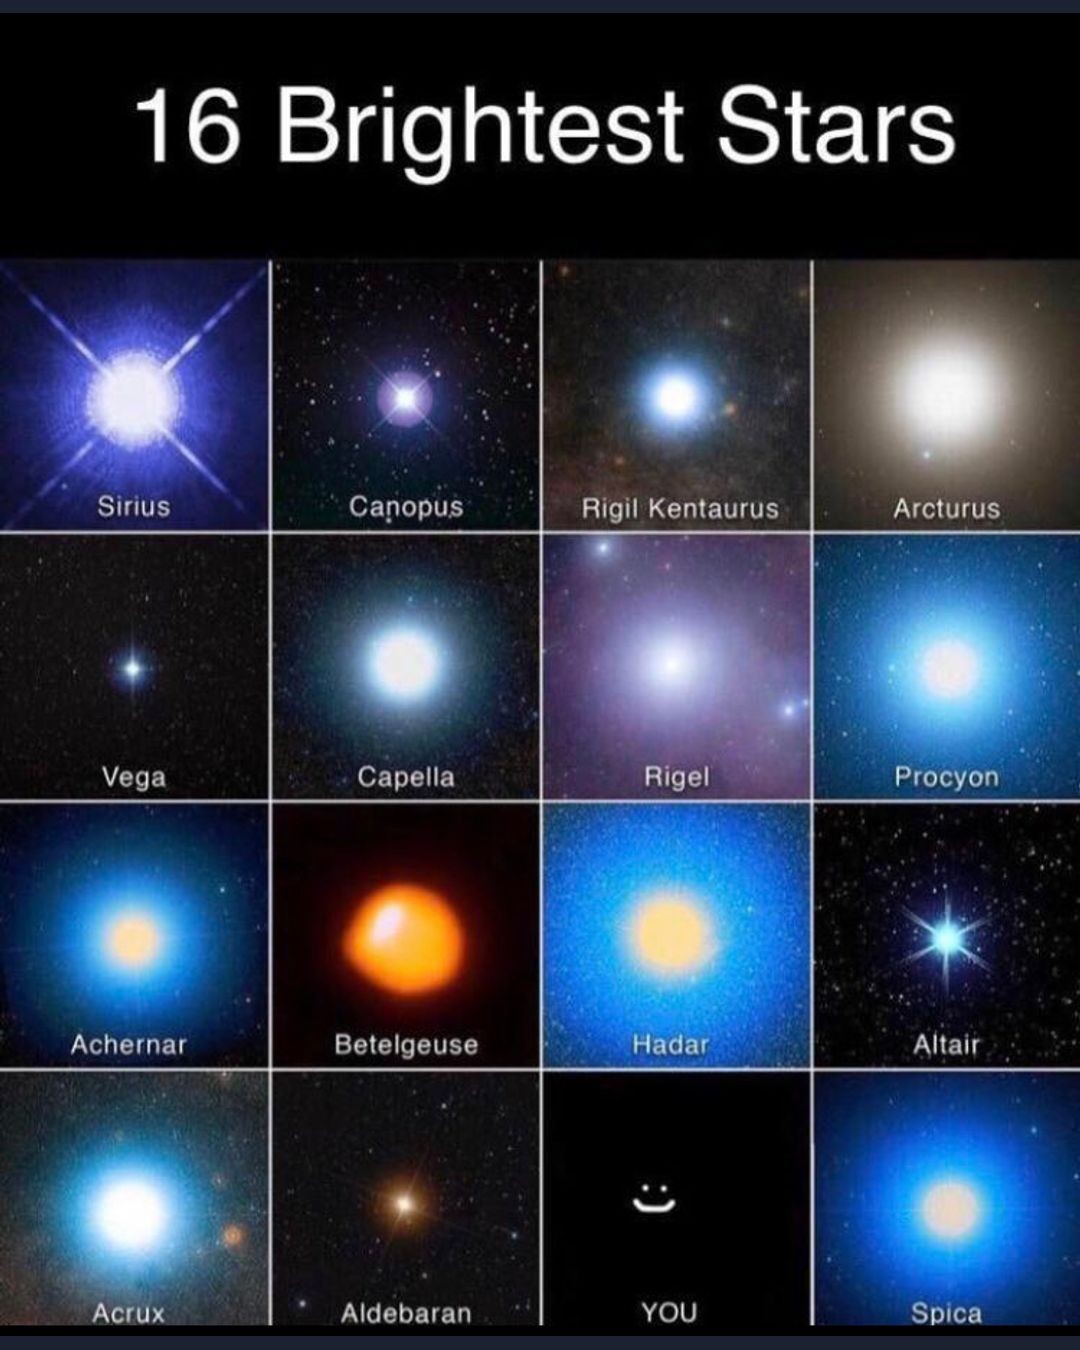 16 Brightest Stars
Sirius
Canopus
Rigil Kentaurus
Arcturus
Vega
Capella
Rigel
Procyon
Achernar
Betelgeuse
Hadar
Altair
Acrux
Aldebaran
YOU
Spica